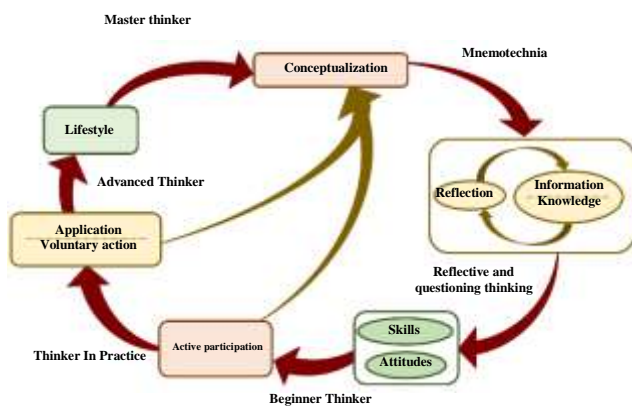 Master thinker
Conceptualization
Mnemotechnia
Lifestyle
Advanced Thinker
Reflection
Information
Knowledge
Application
Voluntary action
Reflective and
questioning thinking
Skills
Attitudes
Active participation
Thinker In Practice
Beginner Thinker